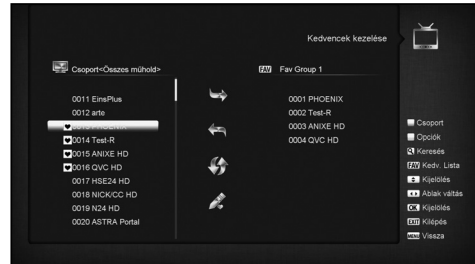 Kedvencek kezelése
Csoport<Összes műhold>
0011 EinsPlus
0012 arte
0013 PHOENIX
0014 Test-R
0015 ANIXE HD
0016 QVC HD
0017 HSE24 HD
0018 NICK/CC HD
0019 N24 HD
0020 ASTRA Portal
FAV Fav Group 1
0001 PHOENIX
0002 Test-R
0003 ANIXE HD
0004 QVC HD
Csoport
Opciók
Keresés
FAV Kedv. Lista
Kijelölés
Ablak váltás
OK Kijelölés
EXIT Kilépés
MENU Vissza